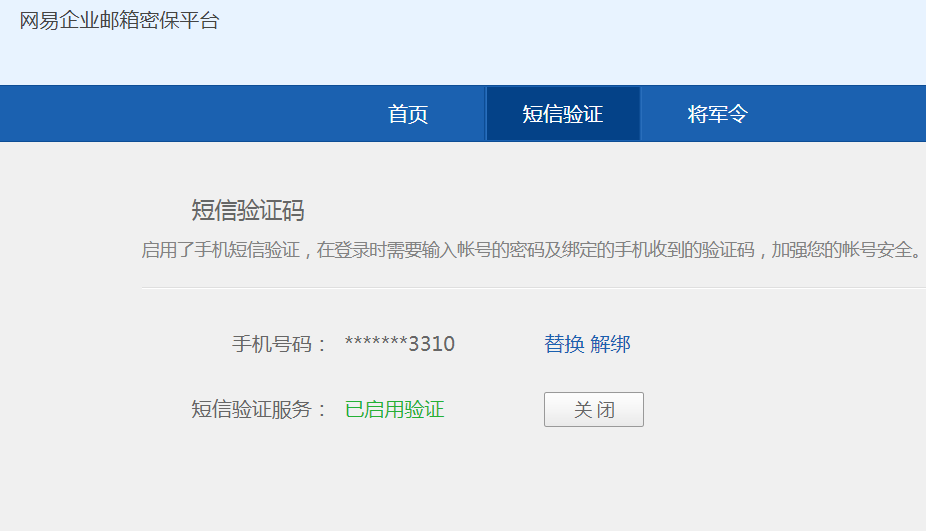 网易企业邮箱密保平台
首页 短信验证 将军令
短信验证码
启用了手机短信验证，在登录时需要输入帐号的密码及绑定的手机收到的验证码，加强您的帐号安全。
手机号码： *******3310 替换 解绑
短信验证服务： 已启用验证 关 闭